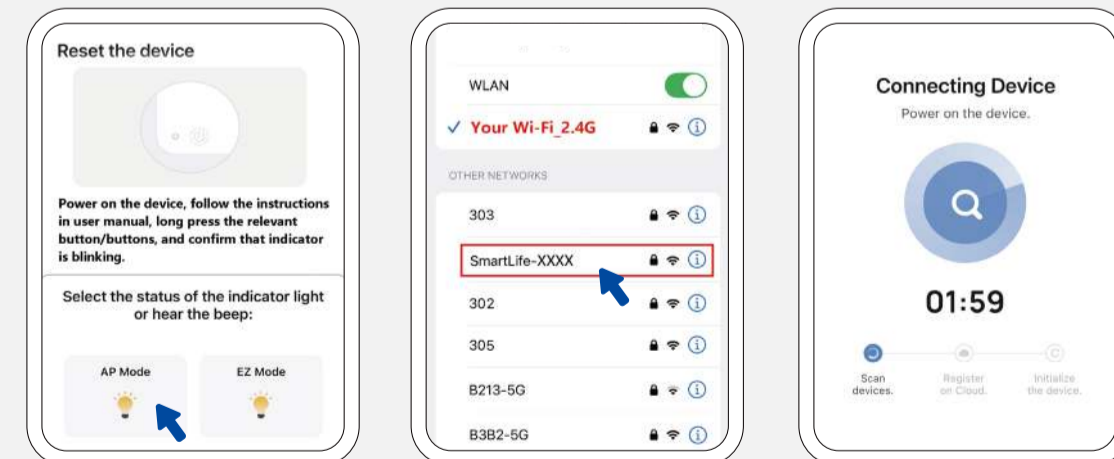 Reset the device
Power on the device, follow the instructions
in user manual, long press the relevant
button/buttons, and confirm that indicator
is blinking.
Select the status of the indicator light
or hear the beep:
AP Mode
EZ Mode
WLAN
Your Wi-Fi_2.4G
OTHER NETWORKS
303
SmartLife-XXXX
302
305
B213-5G
B3B2-5G
Connecting Device
Power on the device.
01:59
Scan
devices.
Register
on Cloud.
Initialize
the device.